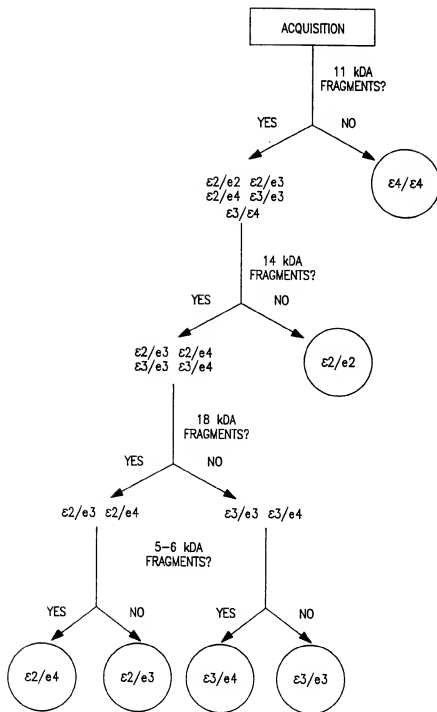 ACQUISITION
11 kDA
FRAGMENTS?
YES NO
ε2/e2 ε2/e3
ε2/e4 ε3/e3
ε3/ε4
ε4/ε4
14 kDA
FRAGMENTS?
YES NO
ε2/e3 ε2/e4
ε3/e3 ε3/e4
ε2/e2
18 kDA
FRAGMENTS?
YES NO
ε2/e3 ε2/e4
ε3/e3 ε3/e4
5-6 kDA
FRAGMENTS?
YES NO YES NO
ε2/e4 ε2/e3 ε3/e4 ε3/e3